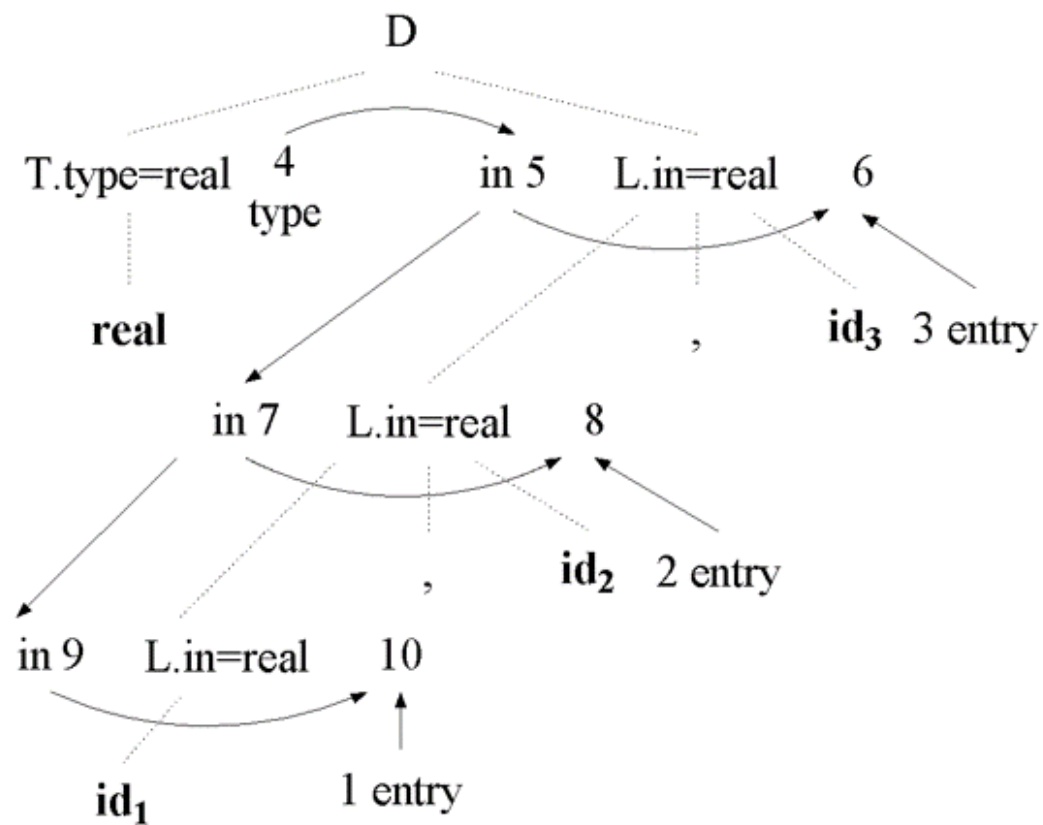 D
T.type=real 4 in 5 L.in=real 6
type
real , id₃ 3 entry
in 7 L.in=real 8
, id₂ 2 entry
in 9 L.in=real 10
id₁ 1 entry